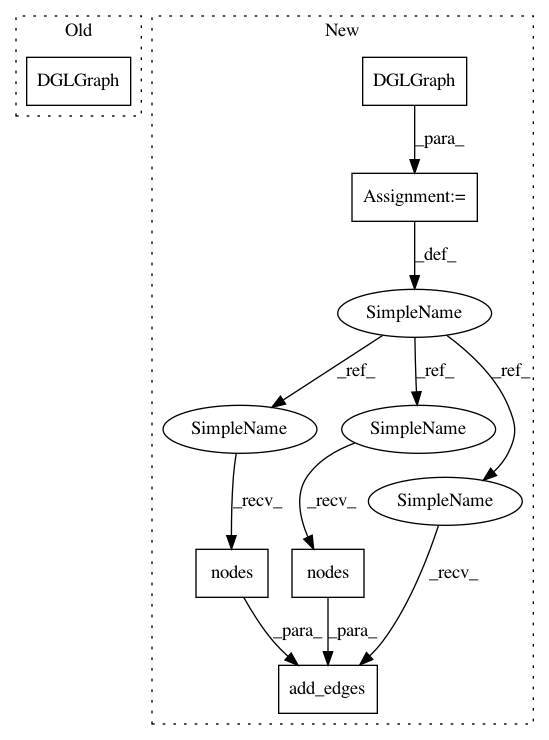 Old
New
DGLGraph
DGLGraph
_para_
Assignment:=
_def_
SimpleName
_ref_
_ref_
_ref_
SimpleName
SimpleName
SimpleName
_recv_
_recv_
_recv_
nodes
nodes
_para_
_para_
add_edges